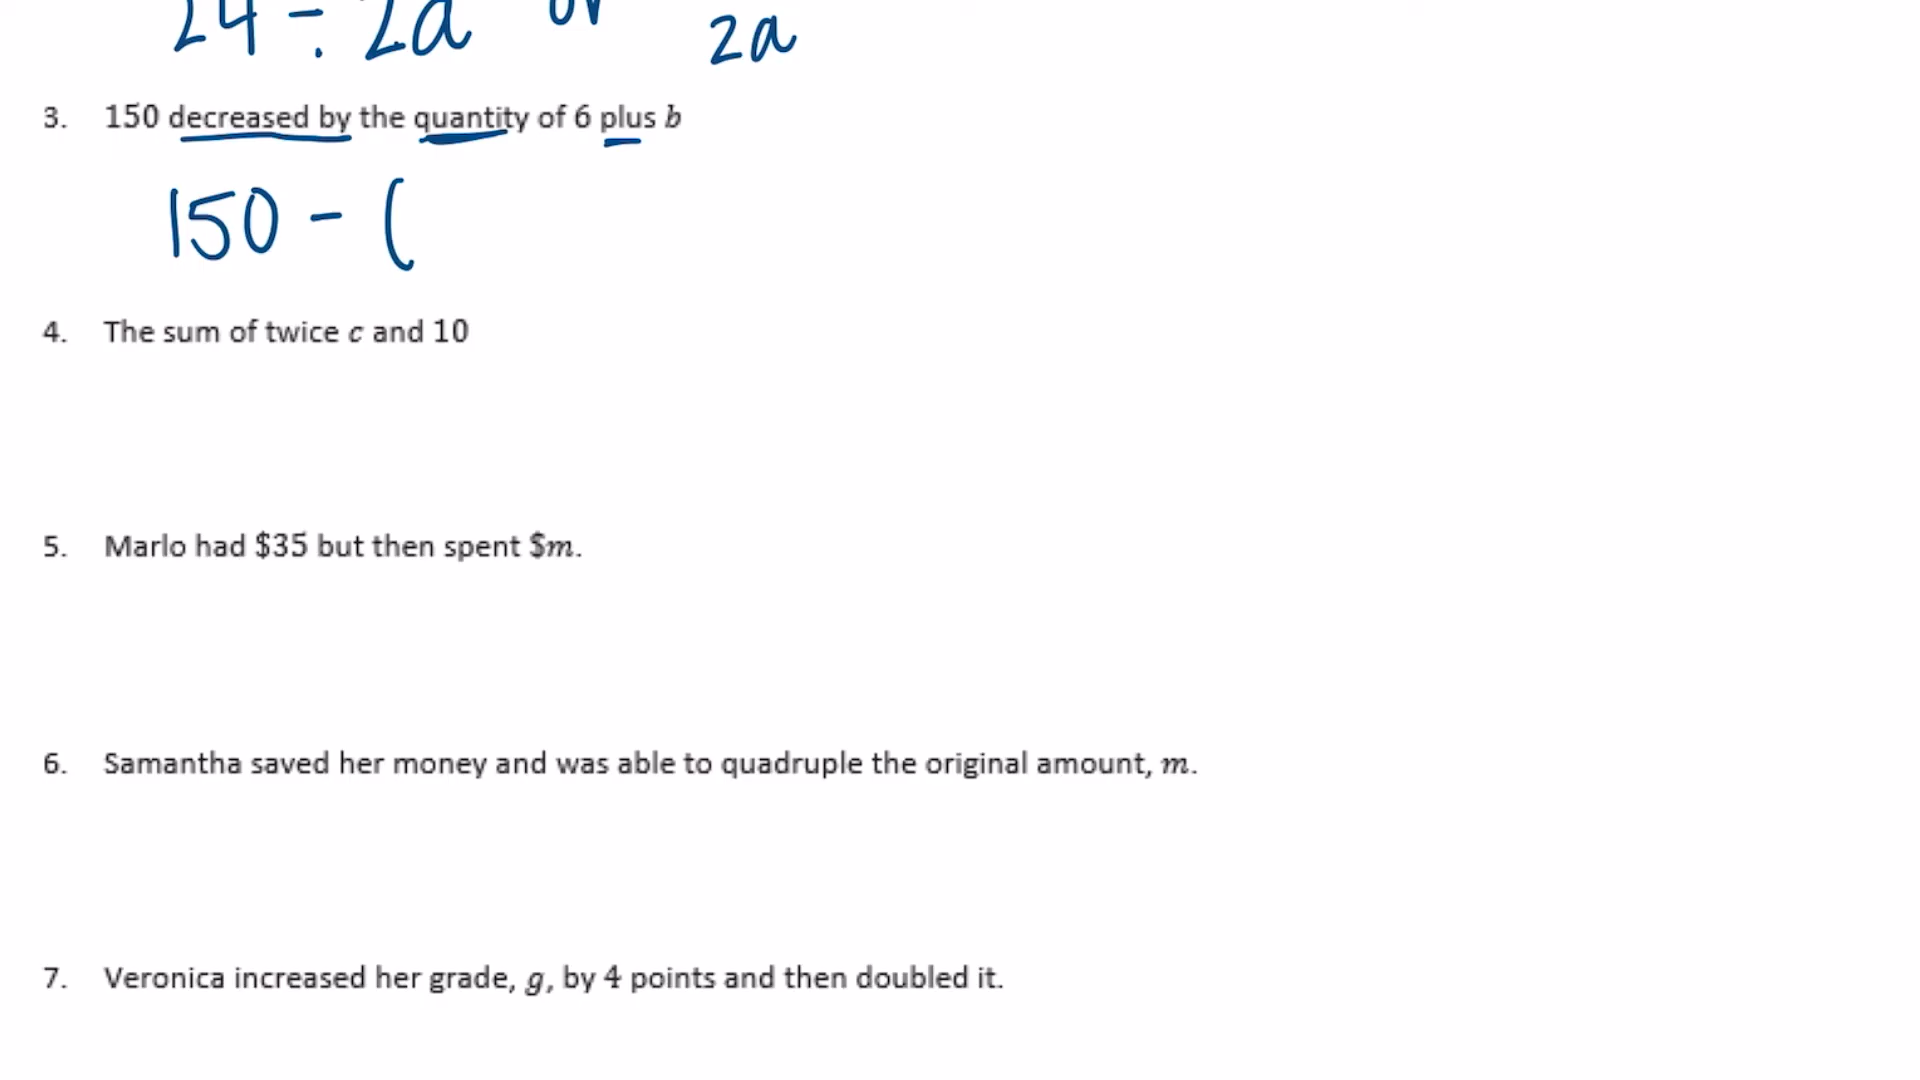 24 ÷ 2a or
2a
3. 150 decreased by the quantity of 6 plus b
150 - (
4. The sum of twice c and 10
5. Marlo had $35 but then spent $m.
6. Samantha saved her money and was able to quadruple the original amount, m.
7. Veronica increased her grade, g, by 4 points and then doubled it.